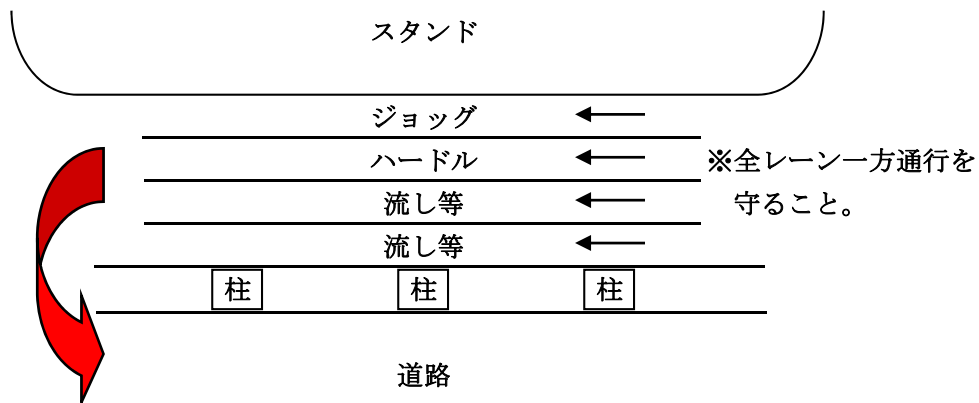 スタンド
ジョッグ
ハードル
※全レーン一方通行を
守ること。
流し等
流し等
柱 柱 柱
道路